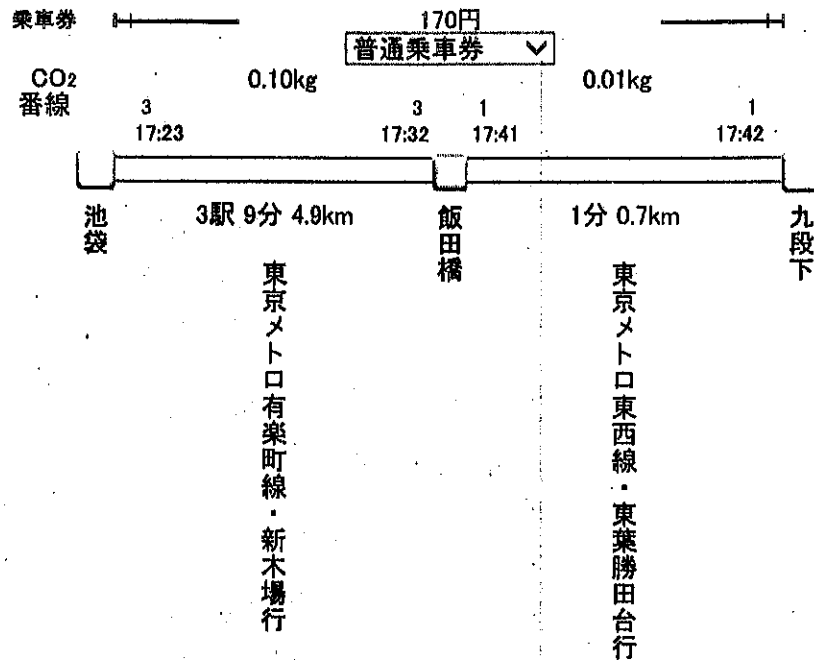 乗車券 170円
普通乗車券
CO2 0.10kg 0.01kg
番線 3 3 1 1
17:23 17:32 17:41 17:42
3駅 9分 4.9km 1分 0.7km
池袋
飯田橋
九段下
東京メトロ有楽町線・新木場行
東京メトロ東西線・東葉勝田台行